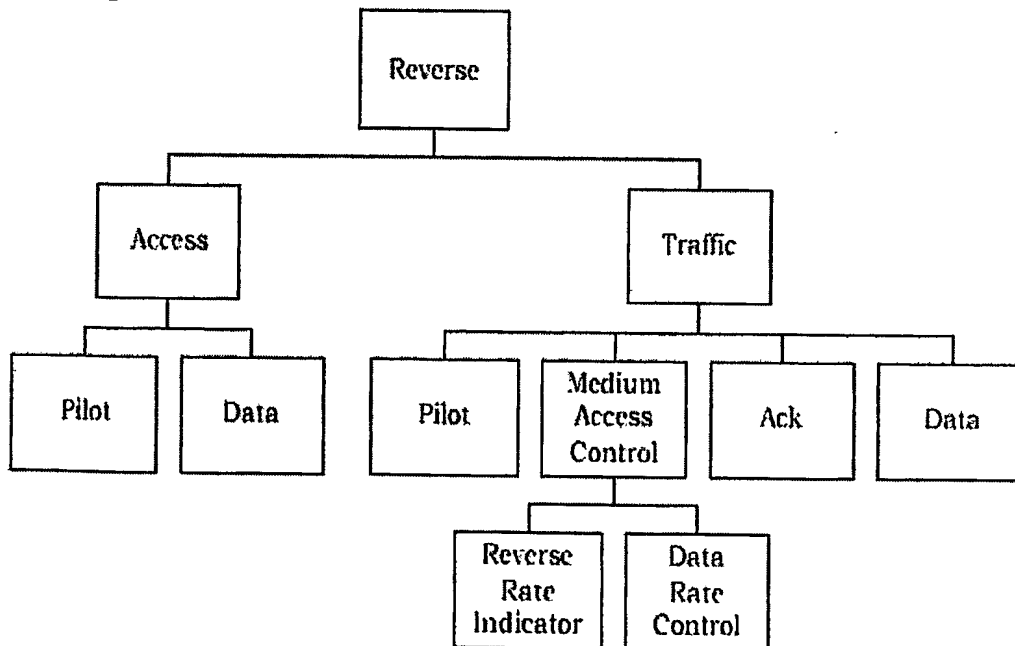 Reverse
Access
Traffic
Pilot
Data
Pilot
Medium
Access
Control
Ack
Data
Reverse
Rate
Indicator
Data
Rate
Control